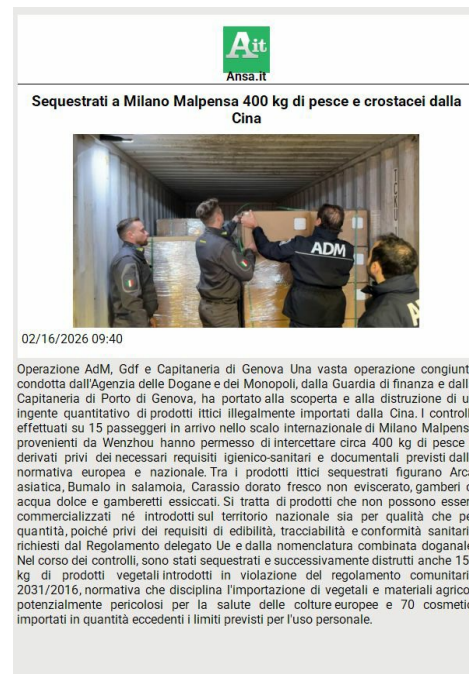 Ait
Ansa.it
Sequestrati a Milano Malpensa 400 kg di pesce e crostacei dalla
Cina
ADM
02/16/2026 09:40
Operazione AdM, Gdf e Capitaneria di Genova Una vasta operazione congiunt
condotta dall'Agenzia delle Dogane e dei Monopoli, dalla Guardia di finanza e dall
Capitaneria di Porto di Genova, ha portato alla scoperta e alla distruzione di u
ingente quantitativo di prodotti ittici illegalmente importati dalla Cina. I controll
effettuati su 15 passeggeri in arrivo nello scalo internazionale di Milano Malpens
provenienti da Wenzhou hanno permesso di intercettare circa 400 kg di pesce
derivati privi dei necessari requisiti igienico-sanitari e documentali previsti dall
normativa europea e nazionale. Tra i prodotti ittici sequestrati figurano Arc
asiatica, Bumalo in salamoia, Carassio dorato fresco non eviscerato, gamberi d
acqua dolce e gamberetti essiccati. Si tratta di prodotti che non possono esser
commercializzati né introdotti sul territorio nazionale sia per qualità che pe
quantità, poiché privi dei requisiti di edibilità, tracciabilità e conformità sanitari
richiesti dal Regolamento delegato Ue e dalla nomenclatura combinata doganale
Nel corso dei controlli, sono stati sequestrati e successivamente distrutti anche 15
kg di prodotti vegetali introdotti in violazione del regolamento comunitari
2031/2016, normativa che disciplina l'importazione di vegetali e materiali agrico
potenzialmente pericolosi per la salute delle colture europee e 70 cosmetic
importati in quantità eccedenti i limiti previsti per l'uso personale.